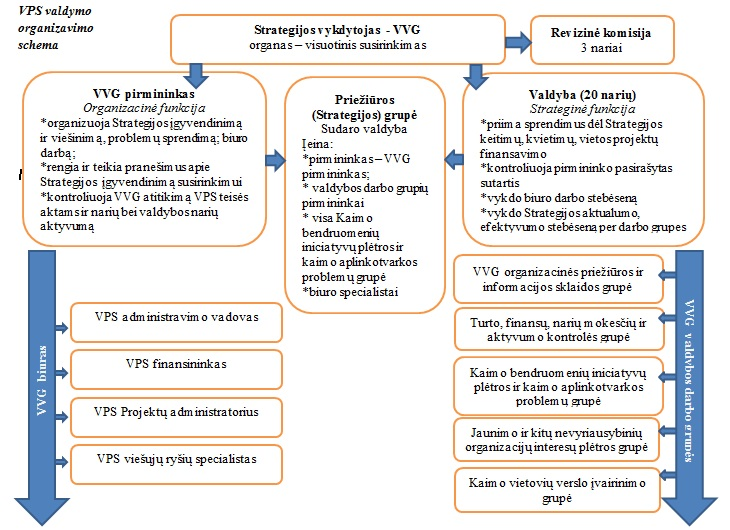 VPS valdymo
organizavimo
schema
Strategijos vykdytojas - VVG
organas – visuotinis susirinkimas
Revizinė komisija
3 nariai
VVG pirmininkas
Organizacinė funkcija
*organizuoja Strategijos įgyvendinimą
ir viešinimą, problemų sprendimą; biuro
darbą;
*rengia ir teikia pranešimus apie
Strategijos įgyvendinimą susirinkimui
*kontroliuoja VVG atitikimą VPS teisės
aktams ir narių bei valdybos narių
aktyvumą
Priežiūros
(Strategijos) grupė
Sudaro valdyba
Įeina:
*pirmininkas – VVG
pirmininkas;
* valdybos darbo grupių
pirmininkai
* visa Kaimo
bendruomenių
iniciatyvų plėtros ir
kaimo aplinkotvarkos
problemų grupė
*biuro specialistai
Valdyba (20 narių)
Strateginė funkcija
*priima sprendimus dėl Strategijos
keitimų, kvietimų, vietos projektų
finansavimo
*kontroliuoja pirmininko pasirašytas
sutartis
*vykdo biuro darbo stebėseną
*vykdo Strategijos aktualumo,
efektyvumo stebėseną per darbo grupes
VVG biuras
VPS administravimo vadovas
VPS finansininkas
VPS Projektų administratorius
VPS viešųjų ryšių specialistas
VVG valdybos darbo grupės
VVG organizacinės priežiūros ir
informacijos sklaidos grupė
Turto, finansų, narių mokesčių ir
aktyvumo kontrolės grupė
Kaimo bendruomenių iniciatyvų
plėtros ir kaimo aplinkotvarkos
problemų grupė
Jaunimo ir kitų nevyriausybinių
organizacijų interesų plėtros grupė
Kaimo vietovių verslo įvairinimo
grupė